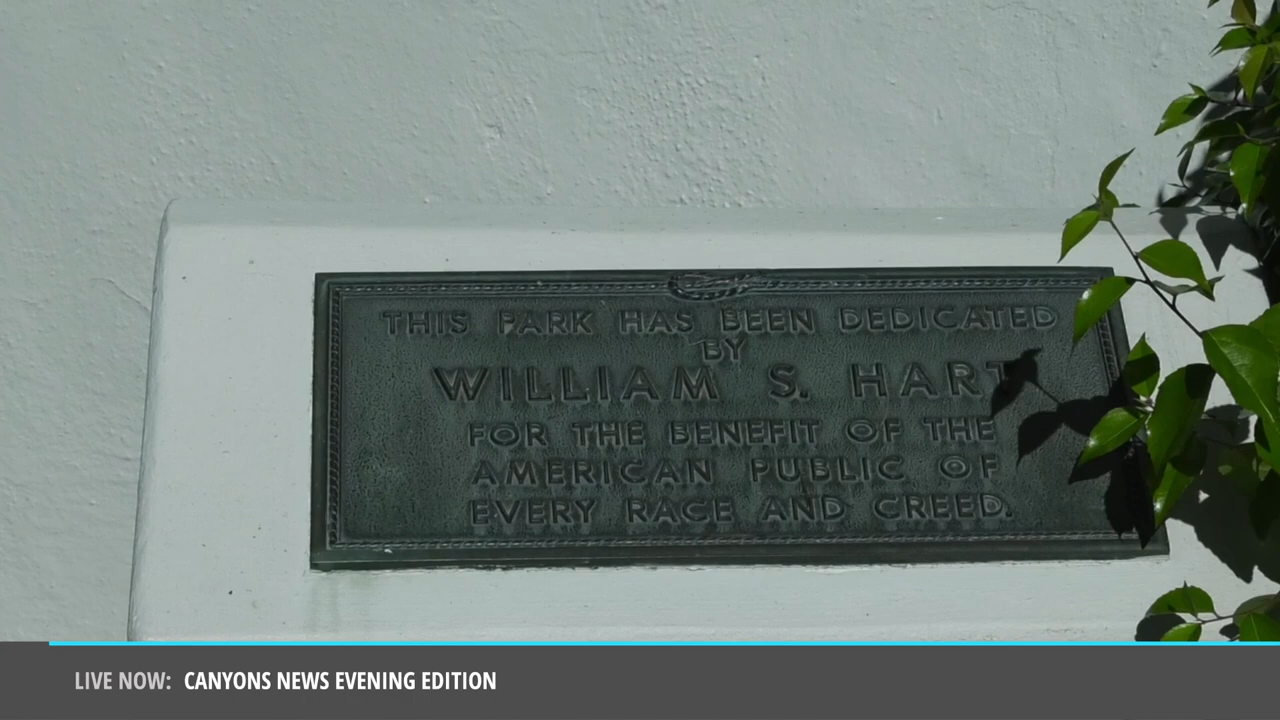 THIS PARK HAS BEEN DEDICATED
BY
WILLIAM S. HART
FOR THE BENEFIT OF THE
AMERICAN PUBLIC OF
EVERY RACE AND CREED.
LIVE NOW: CANYONS NEWS EVENING EDITION